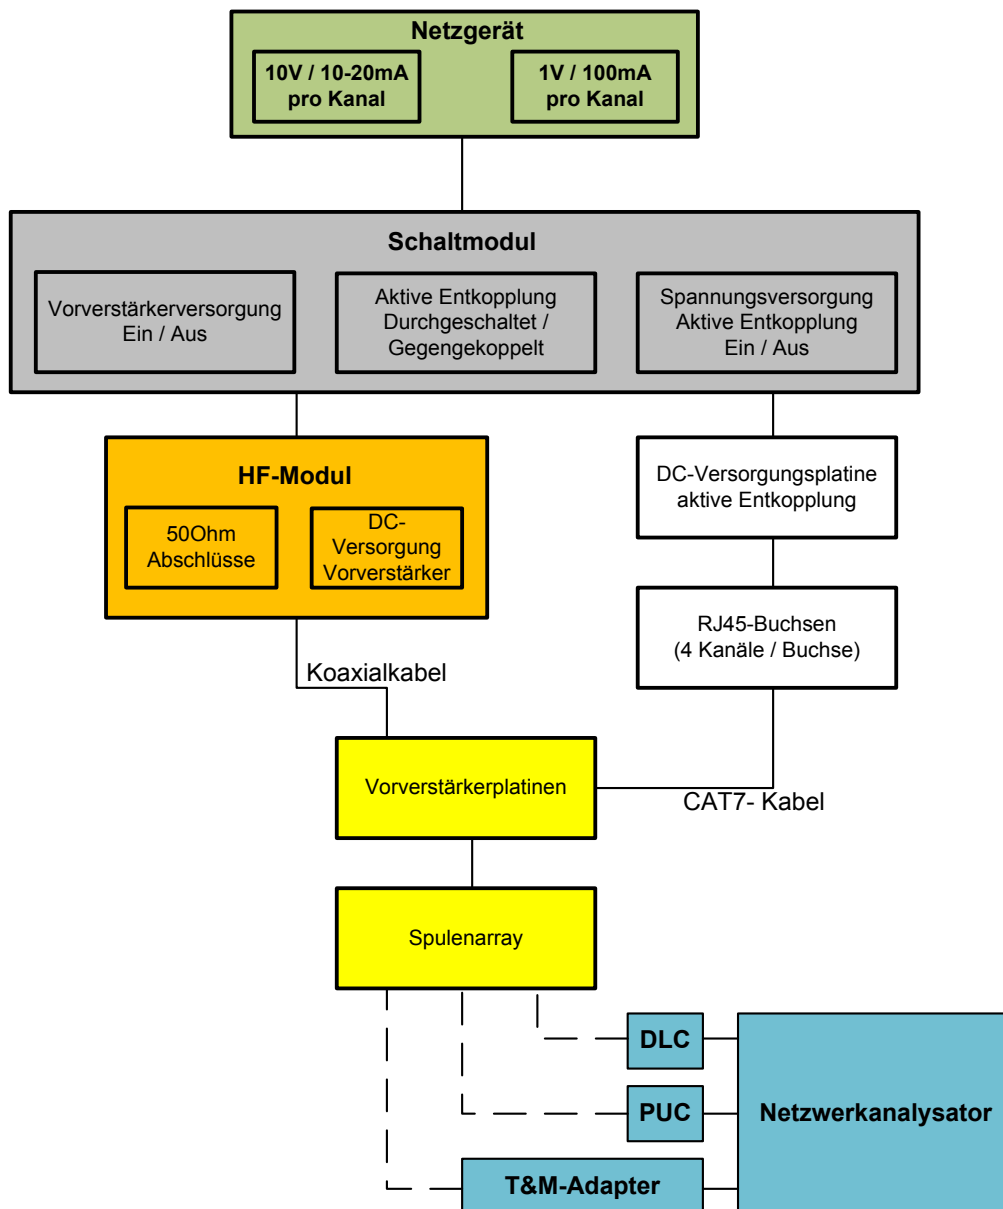 Netzgerät
10V / 10-20mA
pro Kanal
1V / 100mA
pro Kanal
Schaltmodul
Vorverstärkerversorgung
Ein / Aus
Aktive Entkopplung
Durchgeschaltet /
Gegengekoppelt
Spannungsversorgung
Aktive Entkopplung
Ein / Aus
HF-Modul
50Ohm
Abschlüsse
DC-
Versorgung
Vorverstärker
DC-Versorgungsplatine
aktive Entkopplung
RJ45-Buchsen
(4 Kanäle / Buchse)
Koaxialkabel
Vorverstärkerplatinen
CAT7- Kabel
Spulenarray
DLC
PUC
T&M-Adapter
Netzwerkanalysator